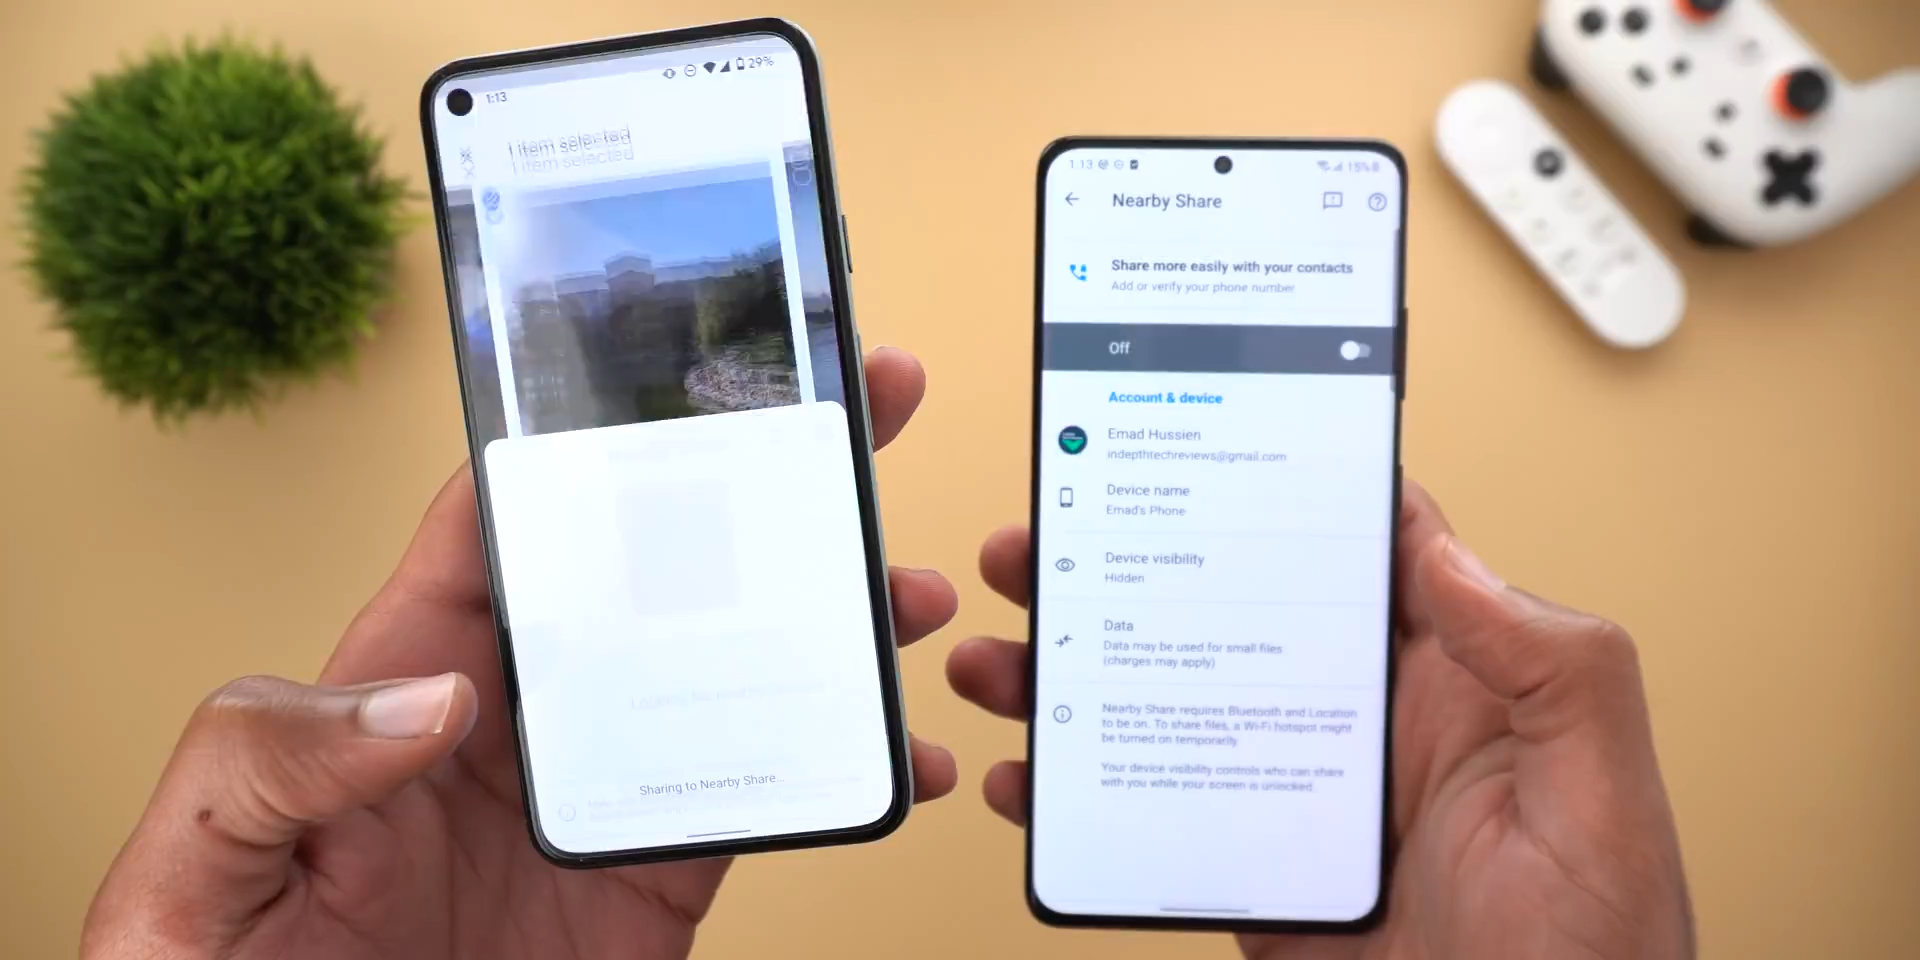 1:13
29%
1 item selected
Sharing to Nearby Share...
1:13
15%
Nearby Share
Share more easily with your contacts
Add or verify your phone number
Off
Account & device
Emad Hussien
indepthtechreviews@gmail.com
Device name
Emad's Phone
Device visibility
Hidden
Data
Data may be used for small files
(charges may apply)
Nearby Share requires Bluetooth and Location
to be on. To share files, a Wi-Fi hotspot might
be turned on temporarily.
Your device visibility controls who can share
with you while your screen is unlocked.